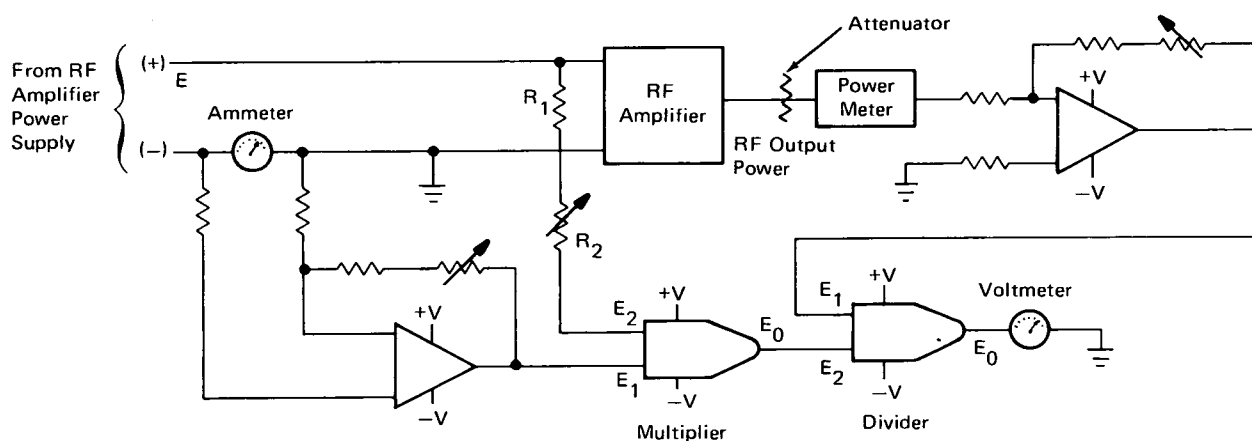 From RF
Amplifier
Power
Supply
(+)
E
(−)
Ammeter
R1
R2
RF
Amplifier
Attenuator
Power
Meter
RF Output
Power
+V
−V
+V
−V
E2
E1
+V
−V
E0
Multiplier
E1
E2
+V
−V
E0
Divider
Voltmeter